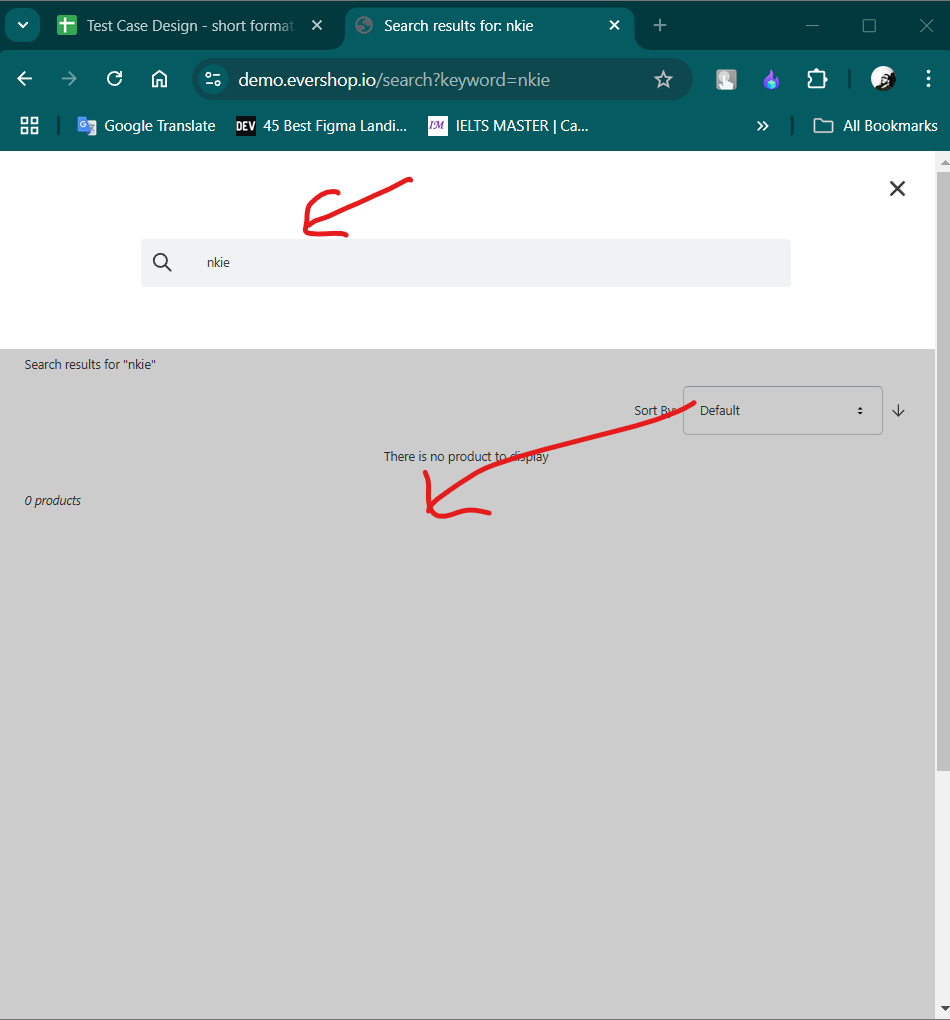 Test Case Design - short format
Search results for: nkie
demo.evershop.io/search?keyword=nkie
Google Translate
DEV 45 Best Figma Landi...
IM IELTS MASTER | Ca...
All Bookmarks
nkie
Search results for "nkie"
Sort By
Default
There is no product to display
0 products